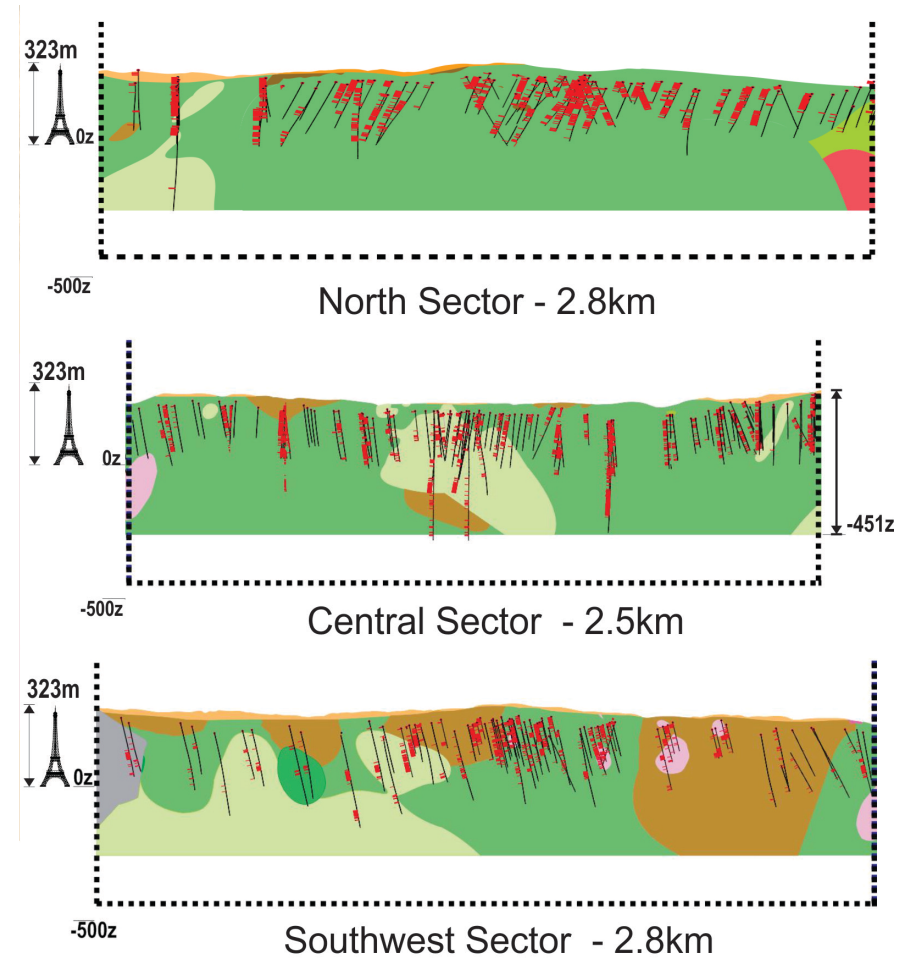 323m
0z
-500z
North Sector - 2.8km
323m
0z
-451z
-500z
Central Sector - 2.5km
323m
0z
-500z
Southwest Sector - 2.8km